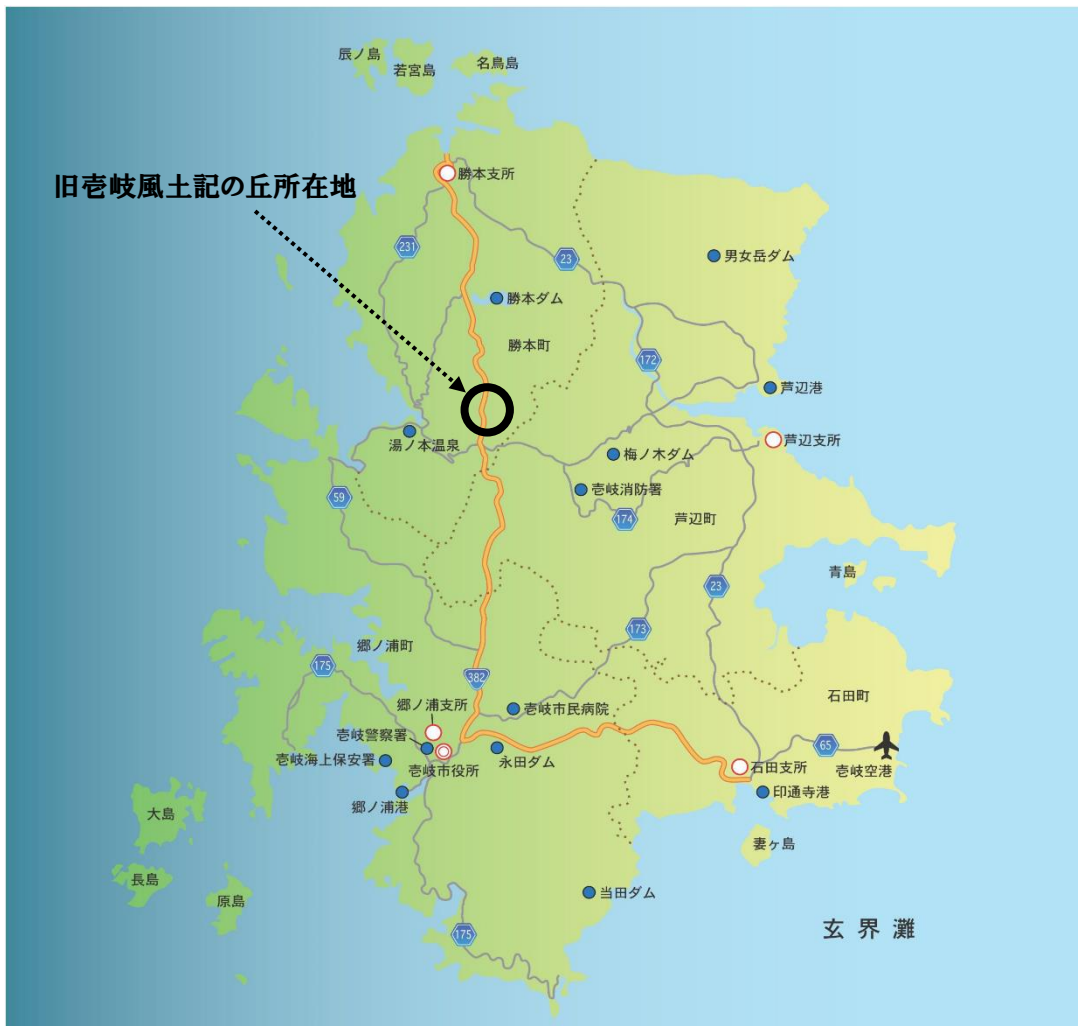 辰ノ島
若宮島
名烏島
旧壱岐風土記の丘所在地
勝本支所
231
23
男女岳ダム
勝本ダム
勝本町
172
芦辺港
湯ノ本温泉
芦辺支所
梅ノ木ダム
壱岐消防署
59
174
芦辺町
青島
23
173
郷ノ浦町
175
382
石田町
郷ノ浦支所
壱岐市民病院
壱岐警察署
壱岐市役所
壱岐海上保安署
永田ダム
65
石田支所
壱岐空港
郷ノ浦港
印通寺港
大島
妻ヶ島
長島
原島
当田ダム
175
玄界灘